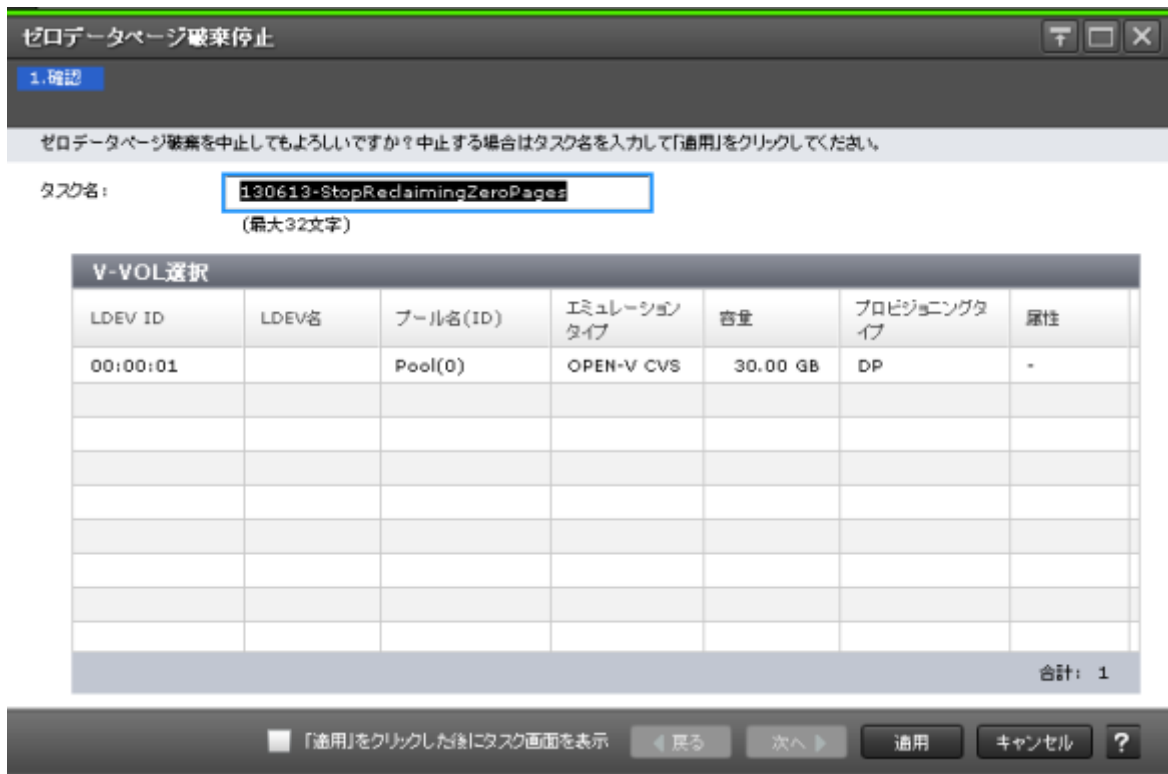 ゼロデータページ破棄停止
1.確認
ゼロデータページ破棄を中止してもよろしいですか？中止する場合はタスク名を入力して「適用」をクリックしてください。
タスク名: 130613-StopReclaimingZeroPages
(最大32文字)
V-VOL選択
LDEV ID LDEV名 プール名(ID) エミュレーションタイプ 容量 プロビジョニングタイプ 属性
00:00:01 Pool(0) OPEN-V CVS 30.00 GB DP -
合計: 1
「適用」をクリックした後にタスク画面を表示 戻る 次へ 適用 キャンセル ?